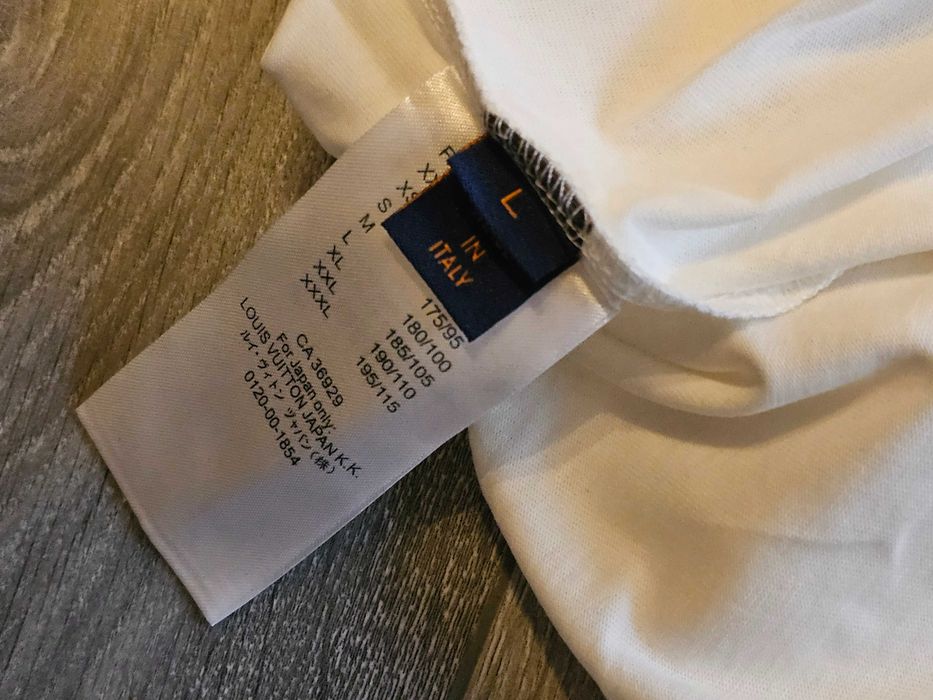 L
IN
ITALY
S
M
L
XL
XXL
XXXL
175/95
180/100
185/105
190/110
195/115
CA 36929
For Japan only.
LOUIS VUITTON JAPAN K.K.
ルイ・ヴィトン ジャパン(株)
0120-00-1854